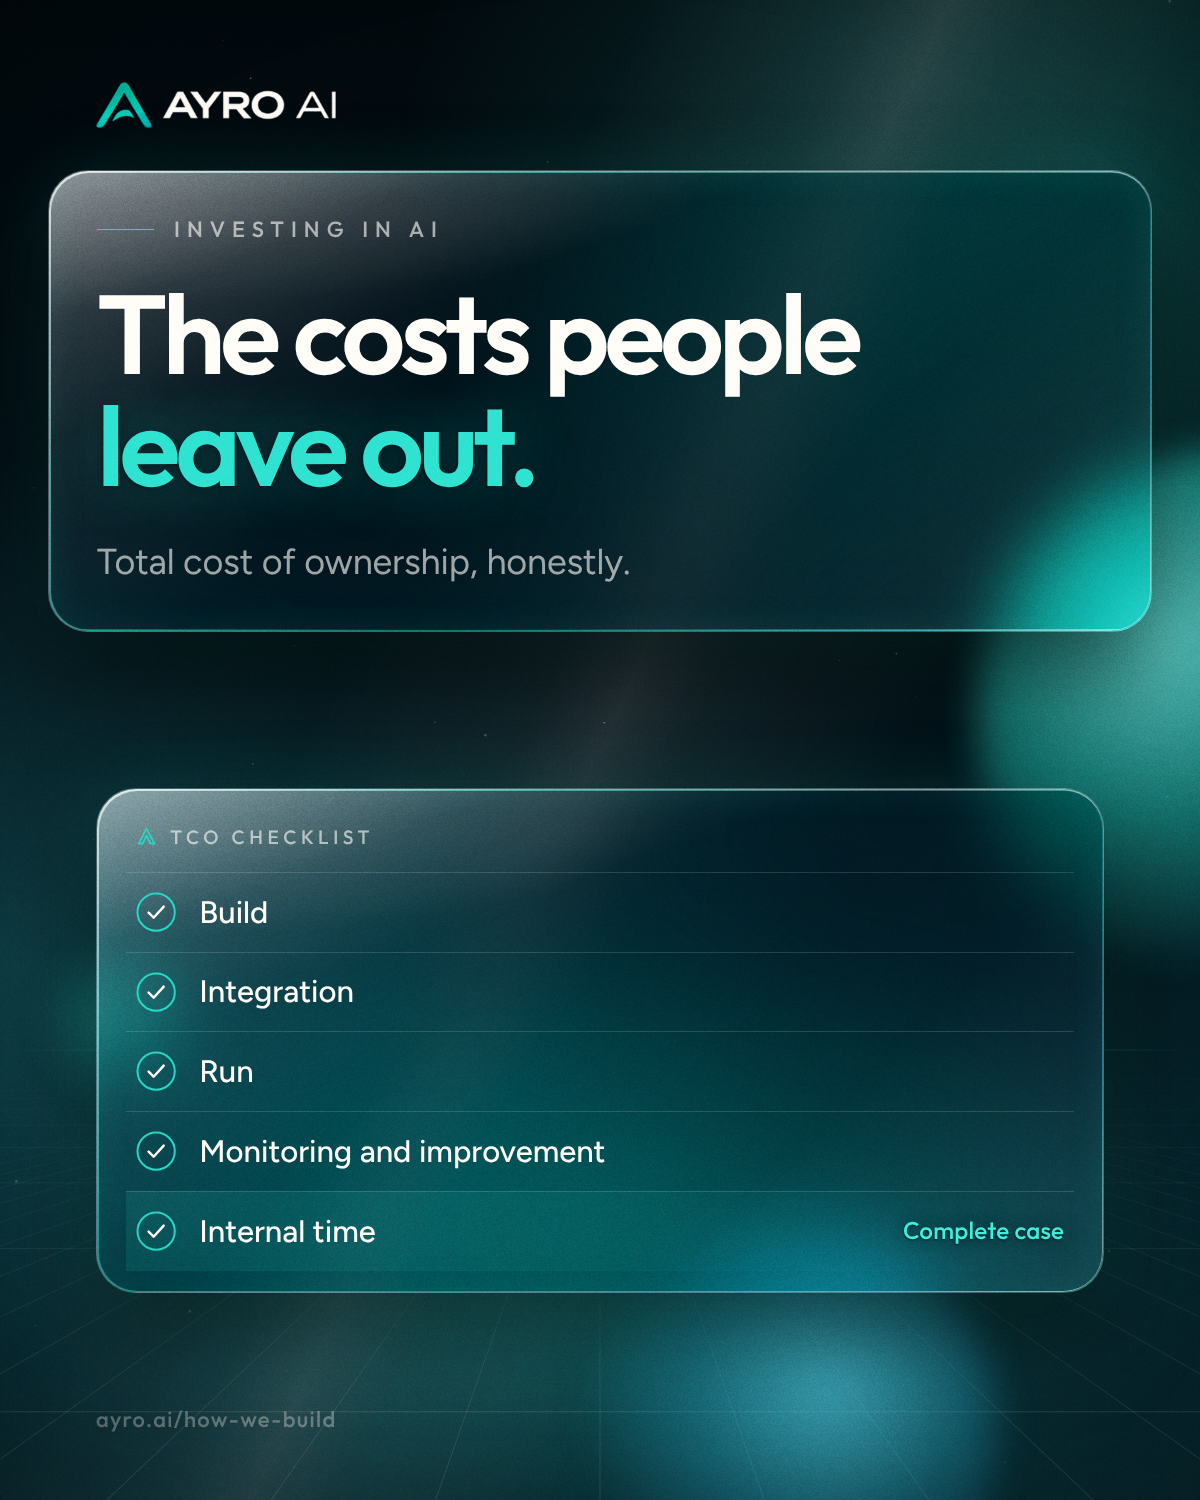 AYRO AI
INVESTING IN AI
The costs people
leave out.
Total cost of ownership, honestly.
TCO CHECKLIST
Build
Integration
Run
Monitoring and improvement
Internal time
Complete case
ayro.ai/how-we-build